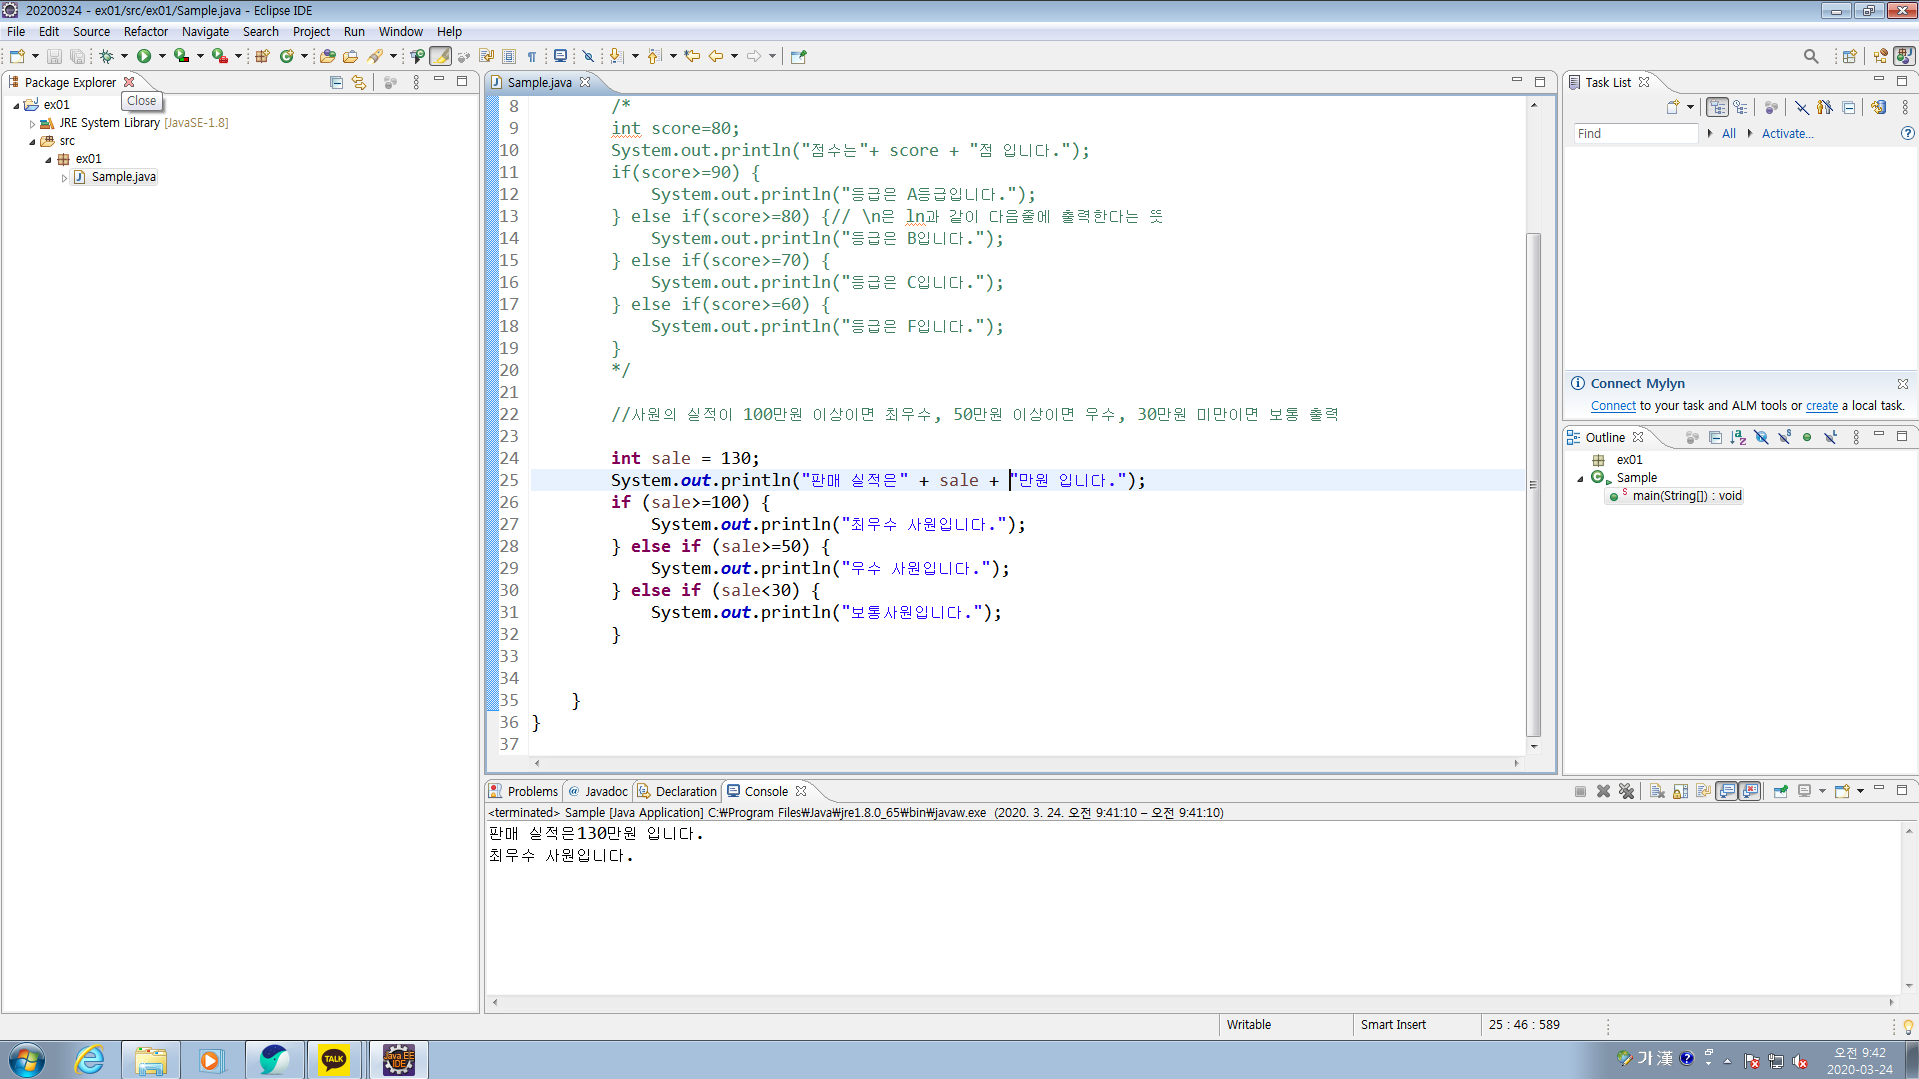 20200324 - ex01/src/ex01/Sample.java - Eclipse IDE
File Edit Source Refactor Navigate Search Project Run Window Help
Package Explorer
Close
ex01
JRE System Library [JavaSE-1.8]
src
ex01
Sample.java
Sample.java
8 /*
9 int score=80;
10 System.out.println("점수는"+ score + "점 입니다.");
11 if(score>=90) {
12 System.out.println("등급은 A등급입니다.");
13 } else if(score>=80) {// \n은 ln과 같이 다음줄에 출력한다는 뜻
14 System.out.println("등급은 B입니다.");
15 } else if(score>=70) {
16 System.out.println("등급은 C입니다.");
17 } else if(score>=60) {
18 System.out.println("등급은 F입니다.");
19 }
20 */
21
22 //사원의 실적이 100만원 이상이면 최우수, 50만원 이상이면 우수, 30만원 미만이면 보통 출력
23
24 int sale = 130;
25 System.out.println("판매 실적은" + sale + "만원 입니다.");
26 if (sale>=100) {
27 System.out.println("최우수 사원입니다.");
28 } else if (sale>=50) {
29 System.out.println("우수 사원입니다.");
30 } else if (sale<30) {
31 System.out.println("보통사원입니다.");
32 }
33
34
35 }
36 }
37
Task List
Find All Activate...
Connect Mylyn
Connect to your task and ALM tools or create a local task.
Outline
ex01
Sample
main(String[]) : void
Problems Javadoc Declaration Console
<terminated> Sample [Java Application] C:₩Program Files₩Java₩jre1.8.0_65₩bin₩javaw.exe (2020. 3. 24. 오전 9:41:10 – 오전 9:41:10)
판매 실적은130만원 입니다.
최우수 사원입니다.
Writable Smart Insert 25 : 46 : 589
TALK
Java EE
IDE
가 漢
오전 9:42
2020-03-24